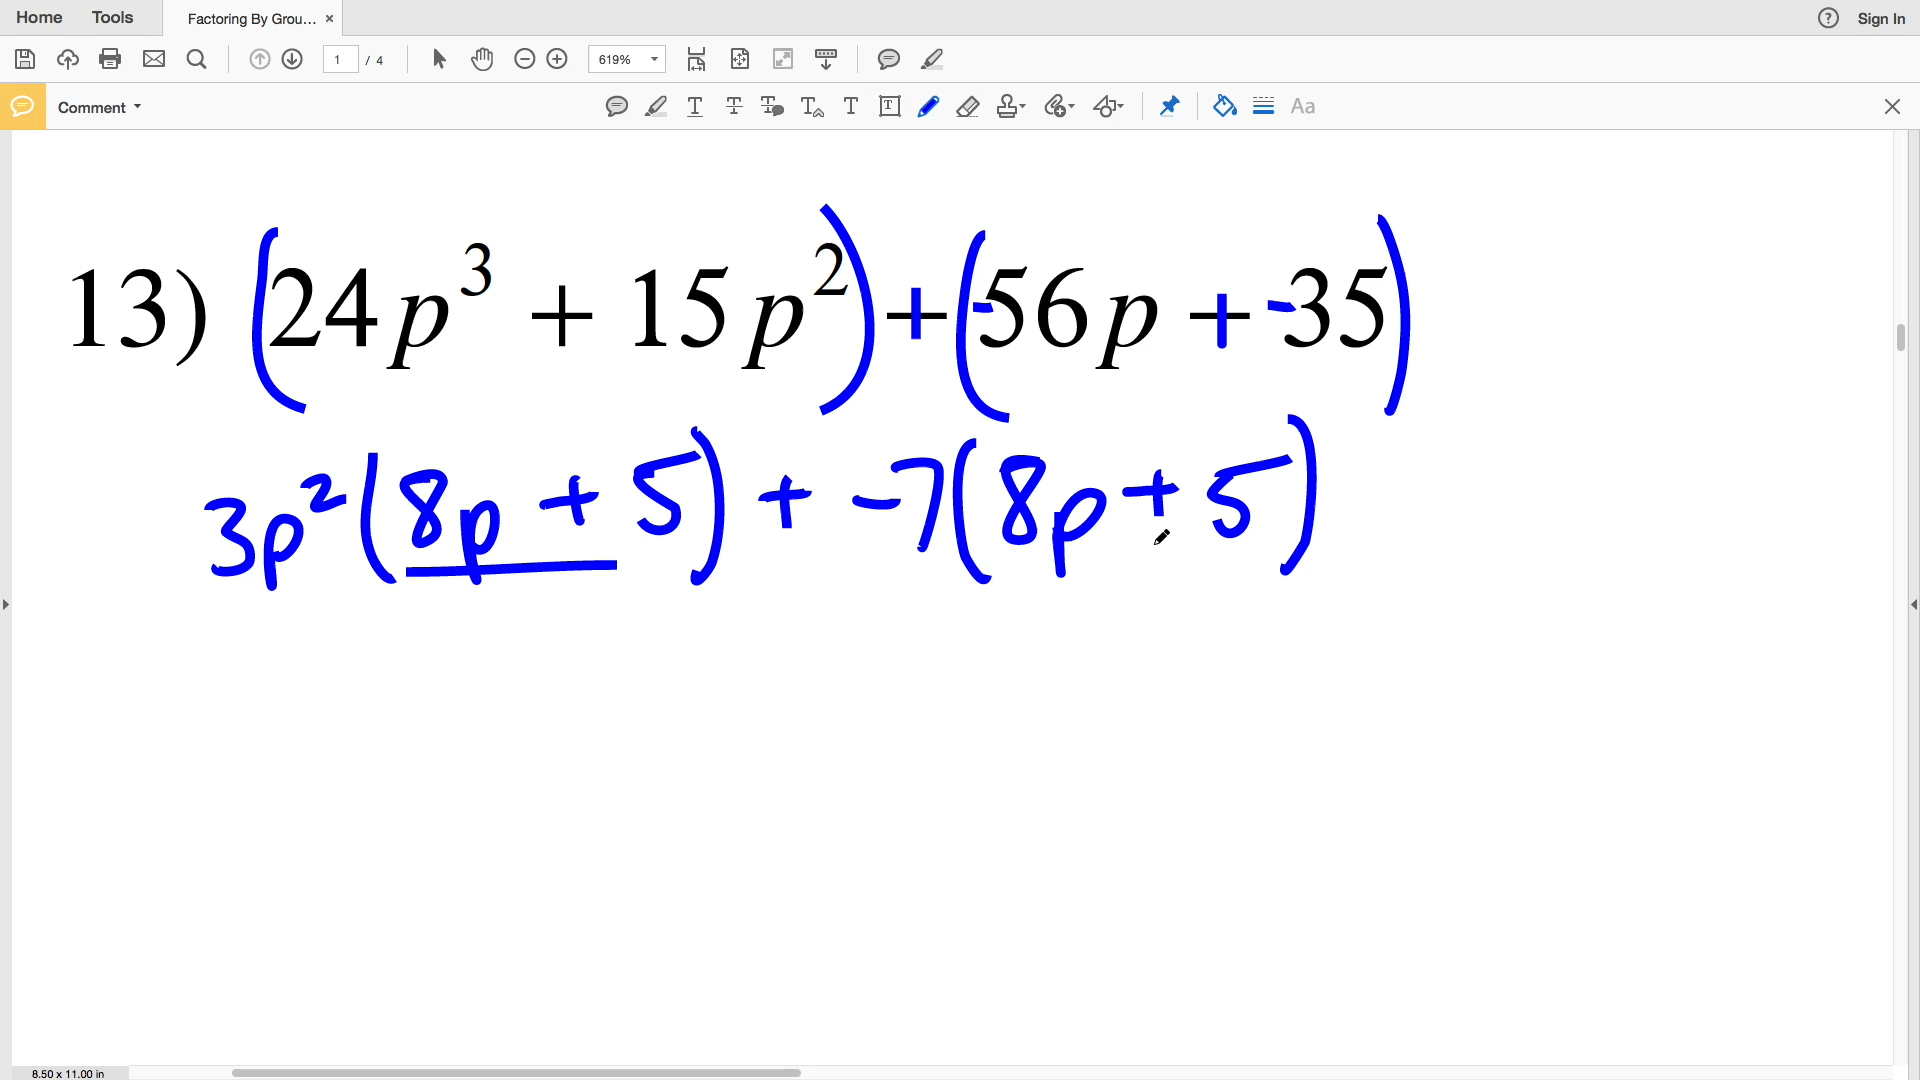 Home Tools Factoring By Grou... × ? Sign In
1 / 4 619%
Comment Aa
13) (24p³ + 15p²) + (-56p + -35)
3p²(8p + 5) + -7(8p + 5)
8.50 x 11.00 in